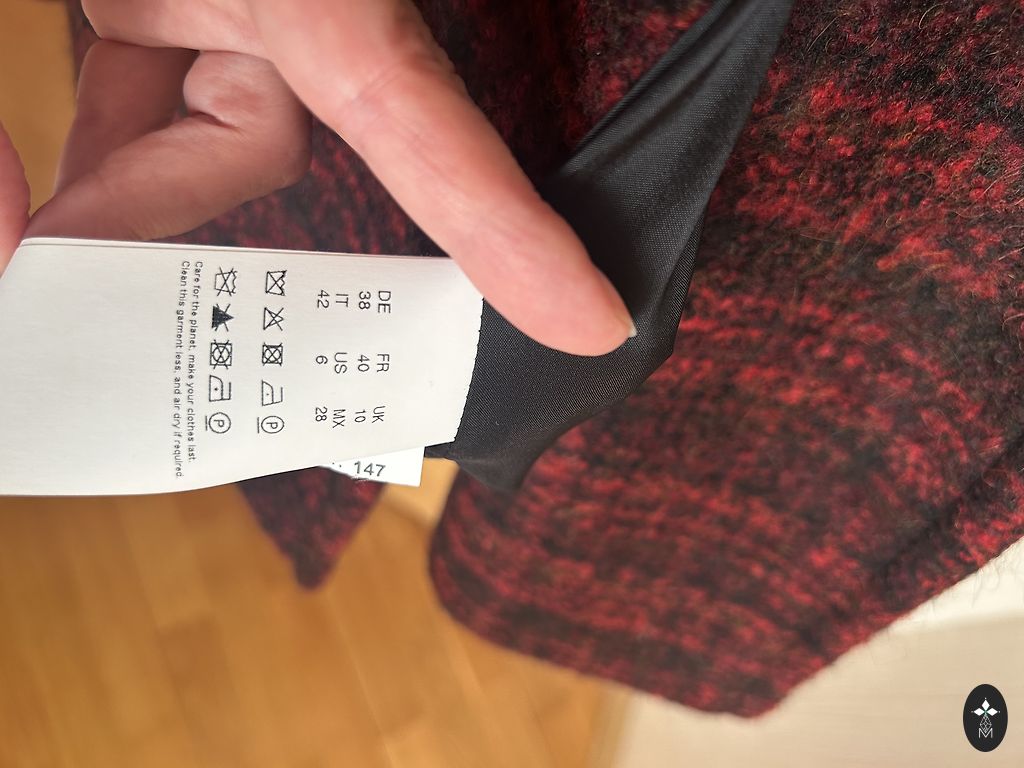 DE FR UK
38 40 10
IT US MX
42 6 28
Care for the planet, make your clothes last.
Clean this garment less, and air dry if required.
147
M